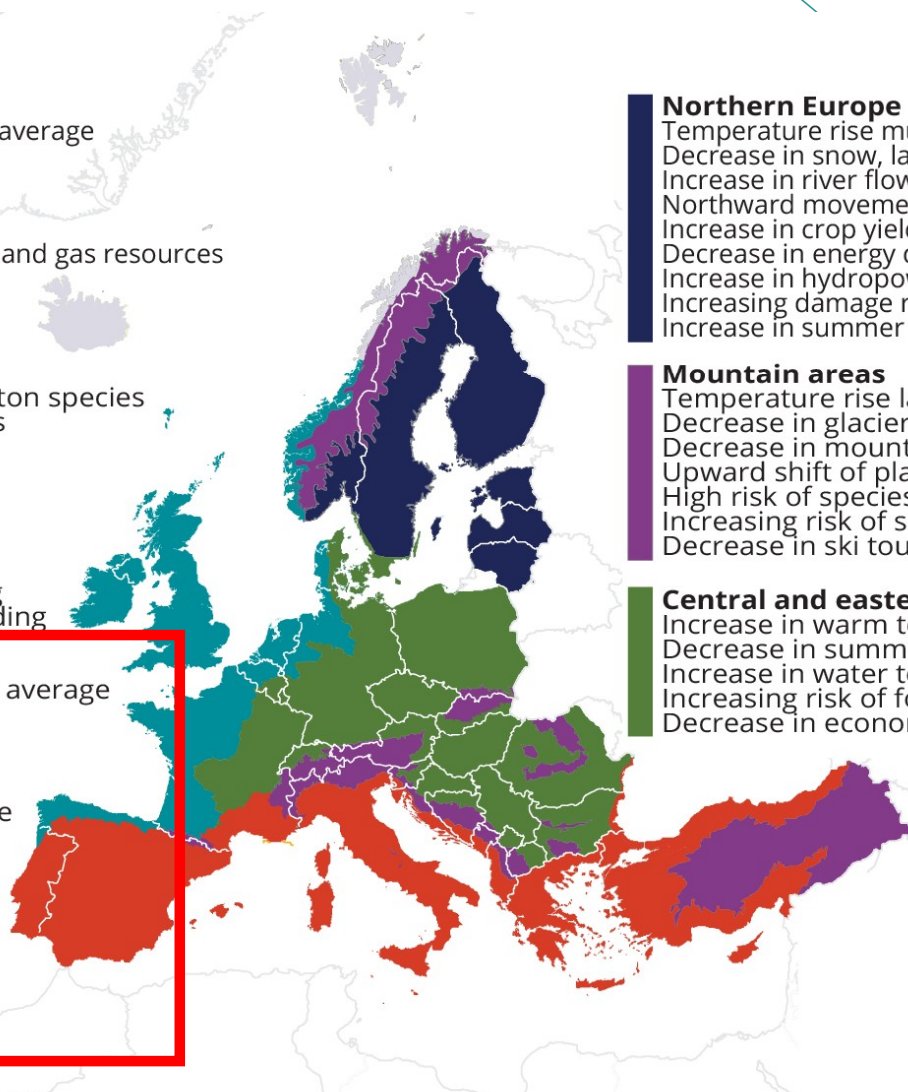 average
and gas resources
ton species
s
g
ding
average
e
Northern Europe
Temperature rise mu
Decrease in snow, la
Increase in river flow
Northward moveme
Increase in crop yield
Decrease in energy d
Increase in hydropow
Increasing damage r
Increase in summer
Mountain areas
Temperature rise la
Decrease in glacier
Decrease in mount
Upward shift of pla
High risk of species
Increasing risk of s
Decrease in ski tou
Central and easte
Increase in warm te
Decrease in summ
Increase in water te
Increasing risk of fo
Decrease in econor